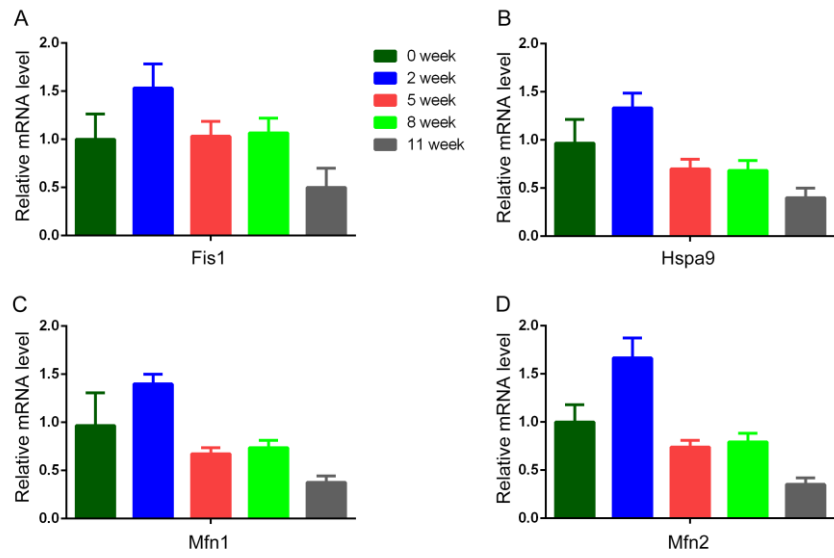 A
Relative mRNA level
2.0
1.5
1.0
0.5
0.0
Fis1
0 week
2 week
5 week
8 week
11 week
B
Relative mRNA level
2.0
1.5
1.0
0.5
0.0
Hspa9
C
Relative mRNA level
2.0
1.5
1.0
0.5
0.0
Mfn1
D
Relative mRNA level
2.0
1.5
1.0
0.5
0.0
Mfn2